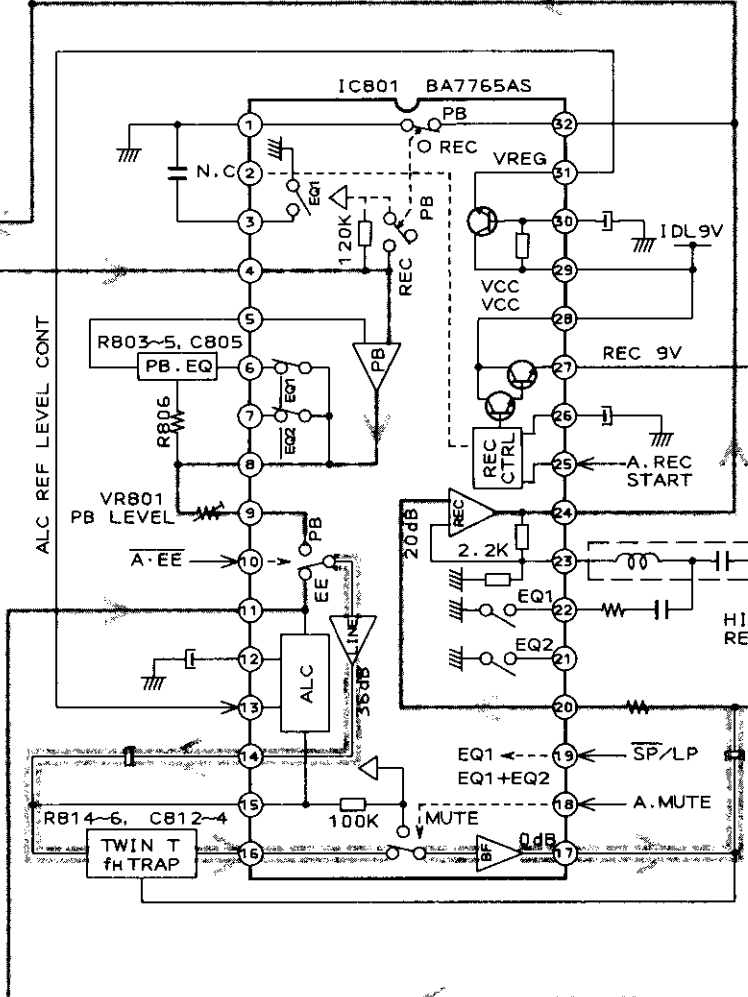 IC801 BA7765AS
1
PB
32
REC
N.C
2
EQ1
VREG
31
3
120K
PB
REC
30
IDL 9V
4
29
VCC
VCC
5
28
R803~5, C805
PB.EQ
6
EQ1
PB
27
REC 9V
R806
7
EQ2
26
REC
CTRL
8
25
A.REC
START
ALC REF LEVEL CONT
VR801
PB LEVEL
9
PB
20dB
REC
24
A·EE
10
EE
2.2K
23
11
LINE
EQ1
22
HI
RE
12
ALC
36dB
EQ2
21
13
20
14
EQ1
19
SP/LP
EQ1+EQ2
15
18
A.MUTE
R814~6, C812~4
100K
MUTE
TWIN T
fH TRAP
16
BF
0dB
17